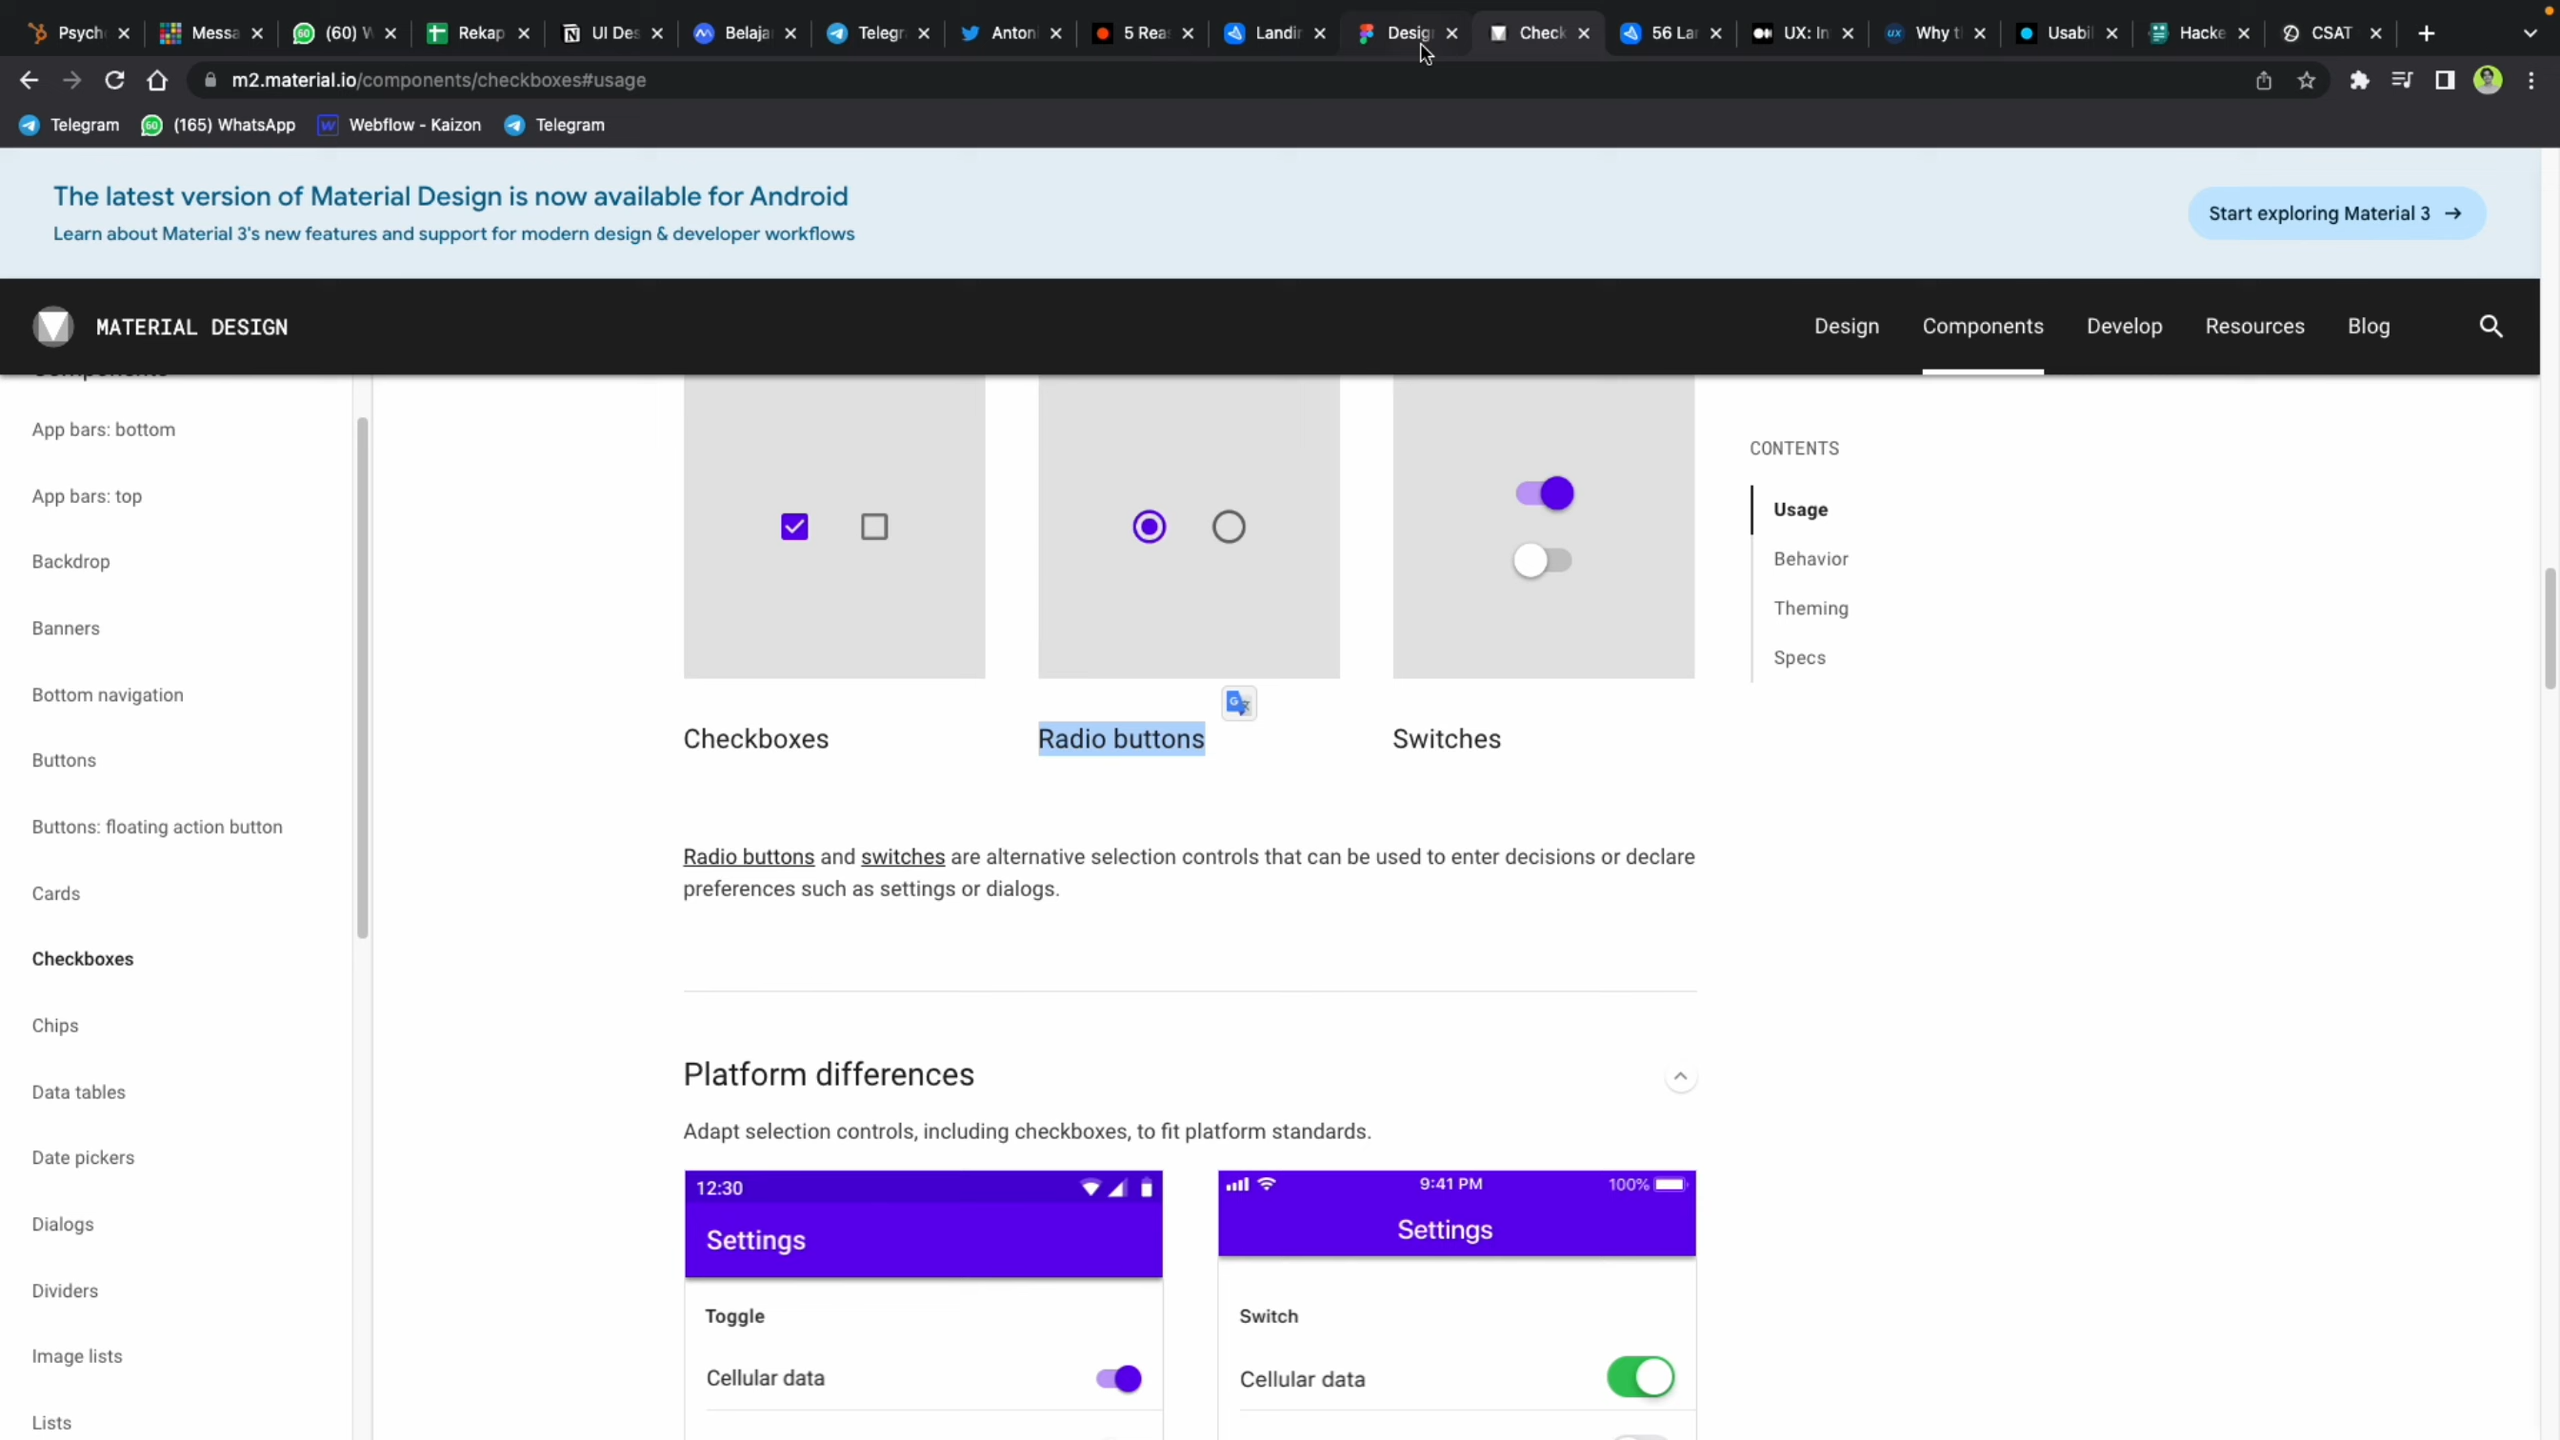 Psych
Messa
(60) W
Rekap
UI Des
Belaja
Telegr
Anton
5 Rea
Landin
Desig
Check
56 Lan
UX: In
Why t
Usabil
Hacke
CSAT
m2.material.io/components/checkboxes#usage
Telegram
(165) WhatsApp
Webflow - Kaizon
Telegram
The latest version of Material Design is now available for Android
Learn about Material 3's new features and support for modern design & developer workflows
Start exploring Material 3 →
MATERIAL DESIGN
Design
Components
Develop
Resources
Blog
Components
App bars: bottom
App bars: top
Backdrop
Banners
Bottom navigation
Buttons
Buttons: floating action button
Cards
Checkboxes
Chips
Data tables
Date pickers
Dialogs
Dividers
Image lists
Lists
Checkboxes
Radio buttons
Switches
Radio buttons and switches are alternative selection controls that can be used to enter decisions or declare
preferences such as settings or dialogs.
Platform differences
Adapt selection controls, including checkboxes, to fit platform standards.
12:30
Settings
Toggle
Cellular data
9:41 PM
100%
Settings
Switch
Cellular data
CONTENTS
Usage
Behavior
Theming
Specs